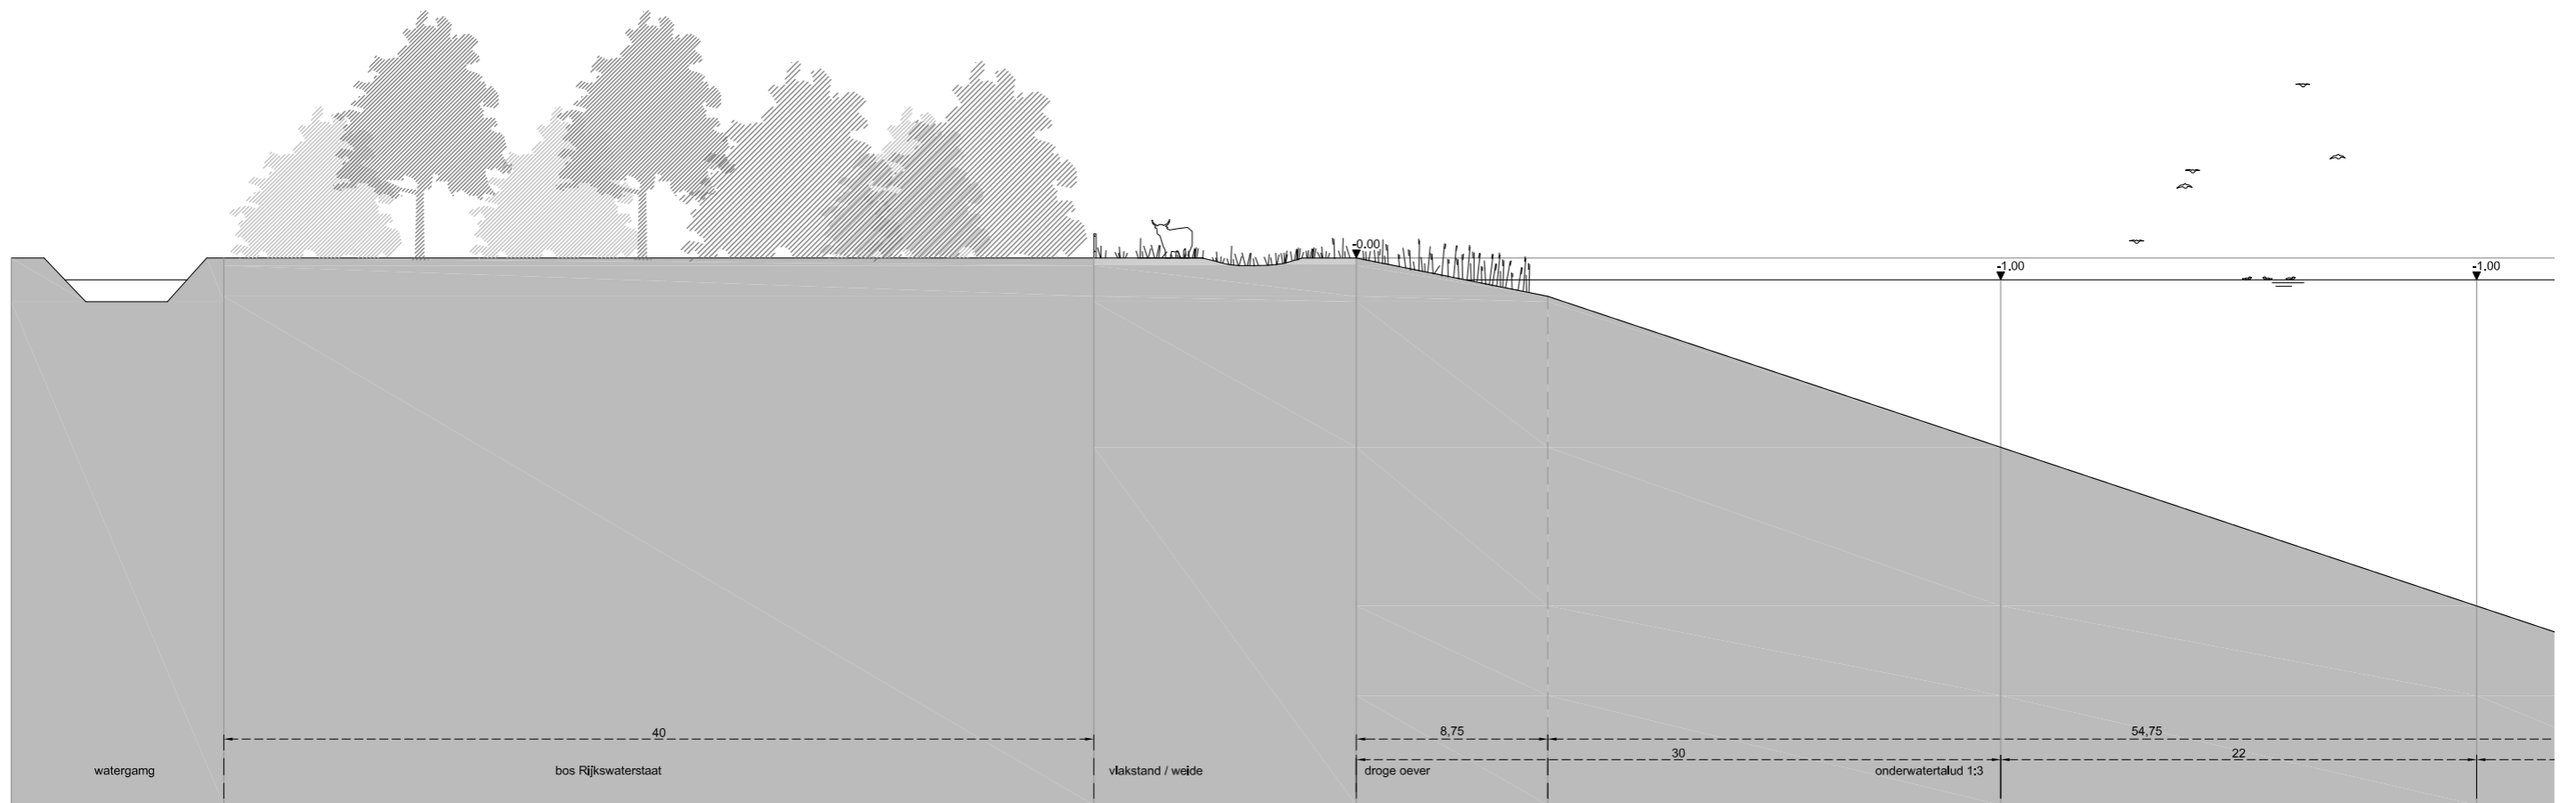 -0.00
-1.00
-1.00
40
8,75
54,75
30
22
watergamg
bos Rijkswaterstaat
vlakstand / weide
droge oever
onderwatertalud 1:3